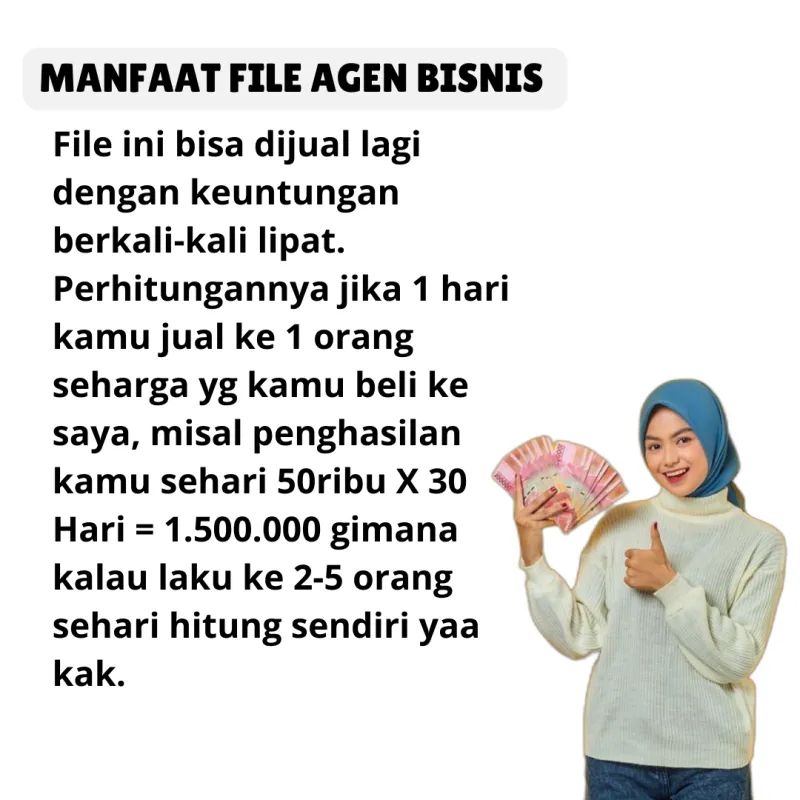 MANFAAT FILE AGEN BISNIS
File ini bisa dijual lagi
dengan keuntungan
berkali-kali lipat.
Perhitungannya jika 1 hari
kamu jual ke 1 orang
seharga yg kamu beli ke
saya, misal penghasilan
kamu sehari 50ribu X 30
Hari = 1.500.000 gimana
kalau laku ke 2-5 orang
sehari hitung sendiri yaa
kak.